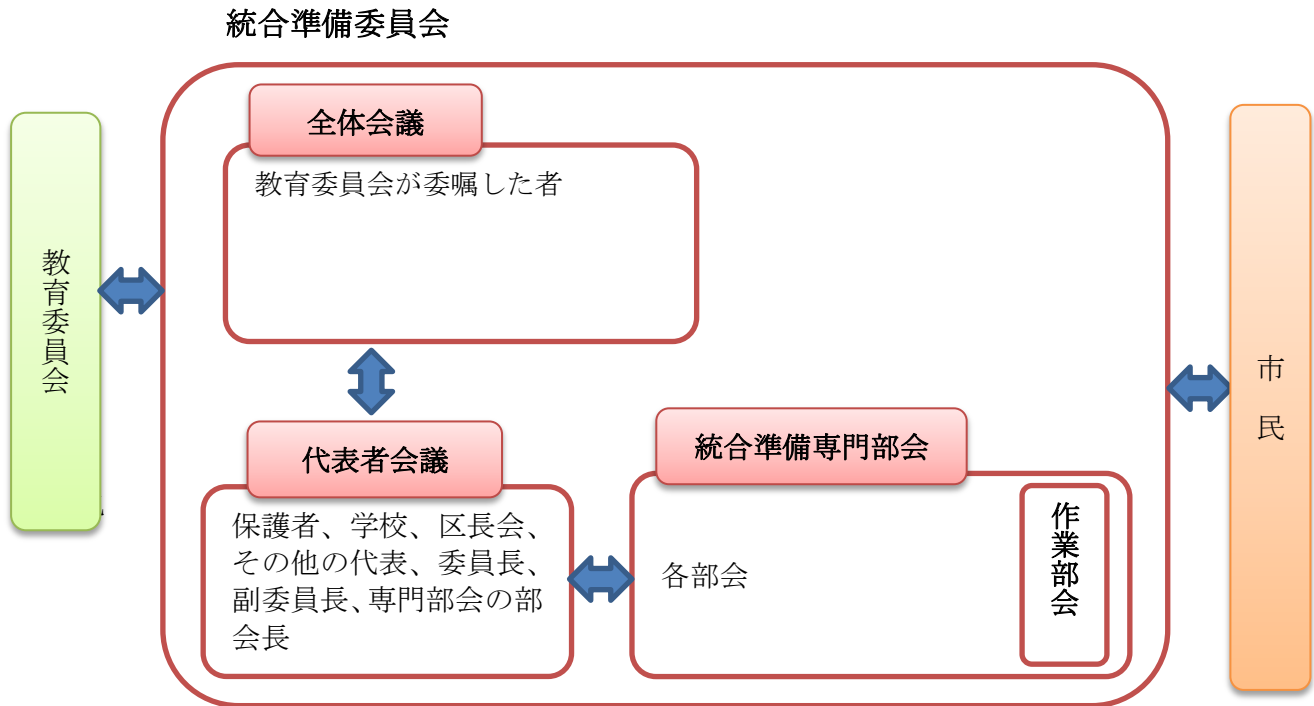 統合準備委員会
全体会議
教育委員会が委嘱した者
教育委員会
市民
代表者会議
保護者、学校、区長会、
その他の代表、委員長、
副委員長、専門部会の部
会長
統合準備専門部会
各部会
作業部会